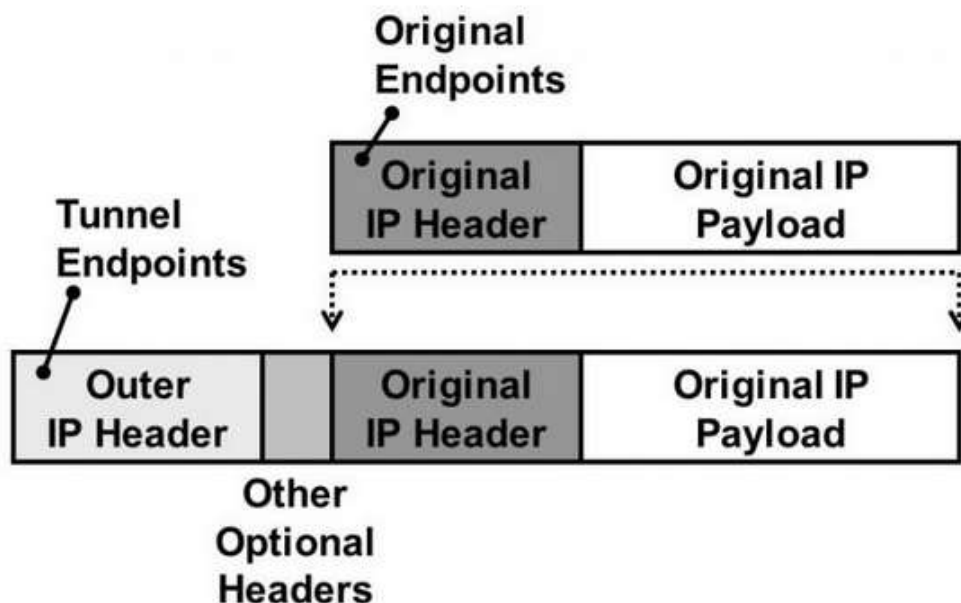 Original
Endpoints
Original
IP Header
Original IP
Payload
Tunnel
Endpoints
Outer
IP Header
Original
IP Header
Original IP
Payload
Other
Optional
Headers